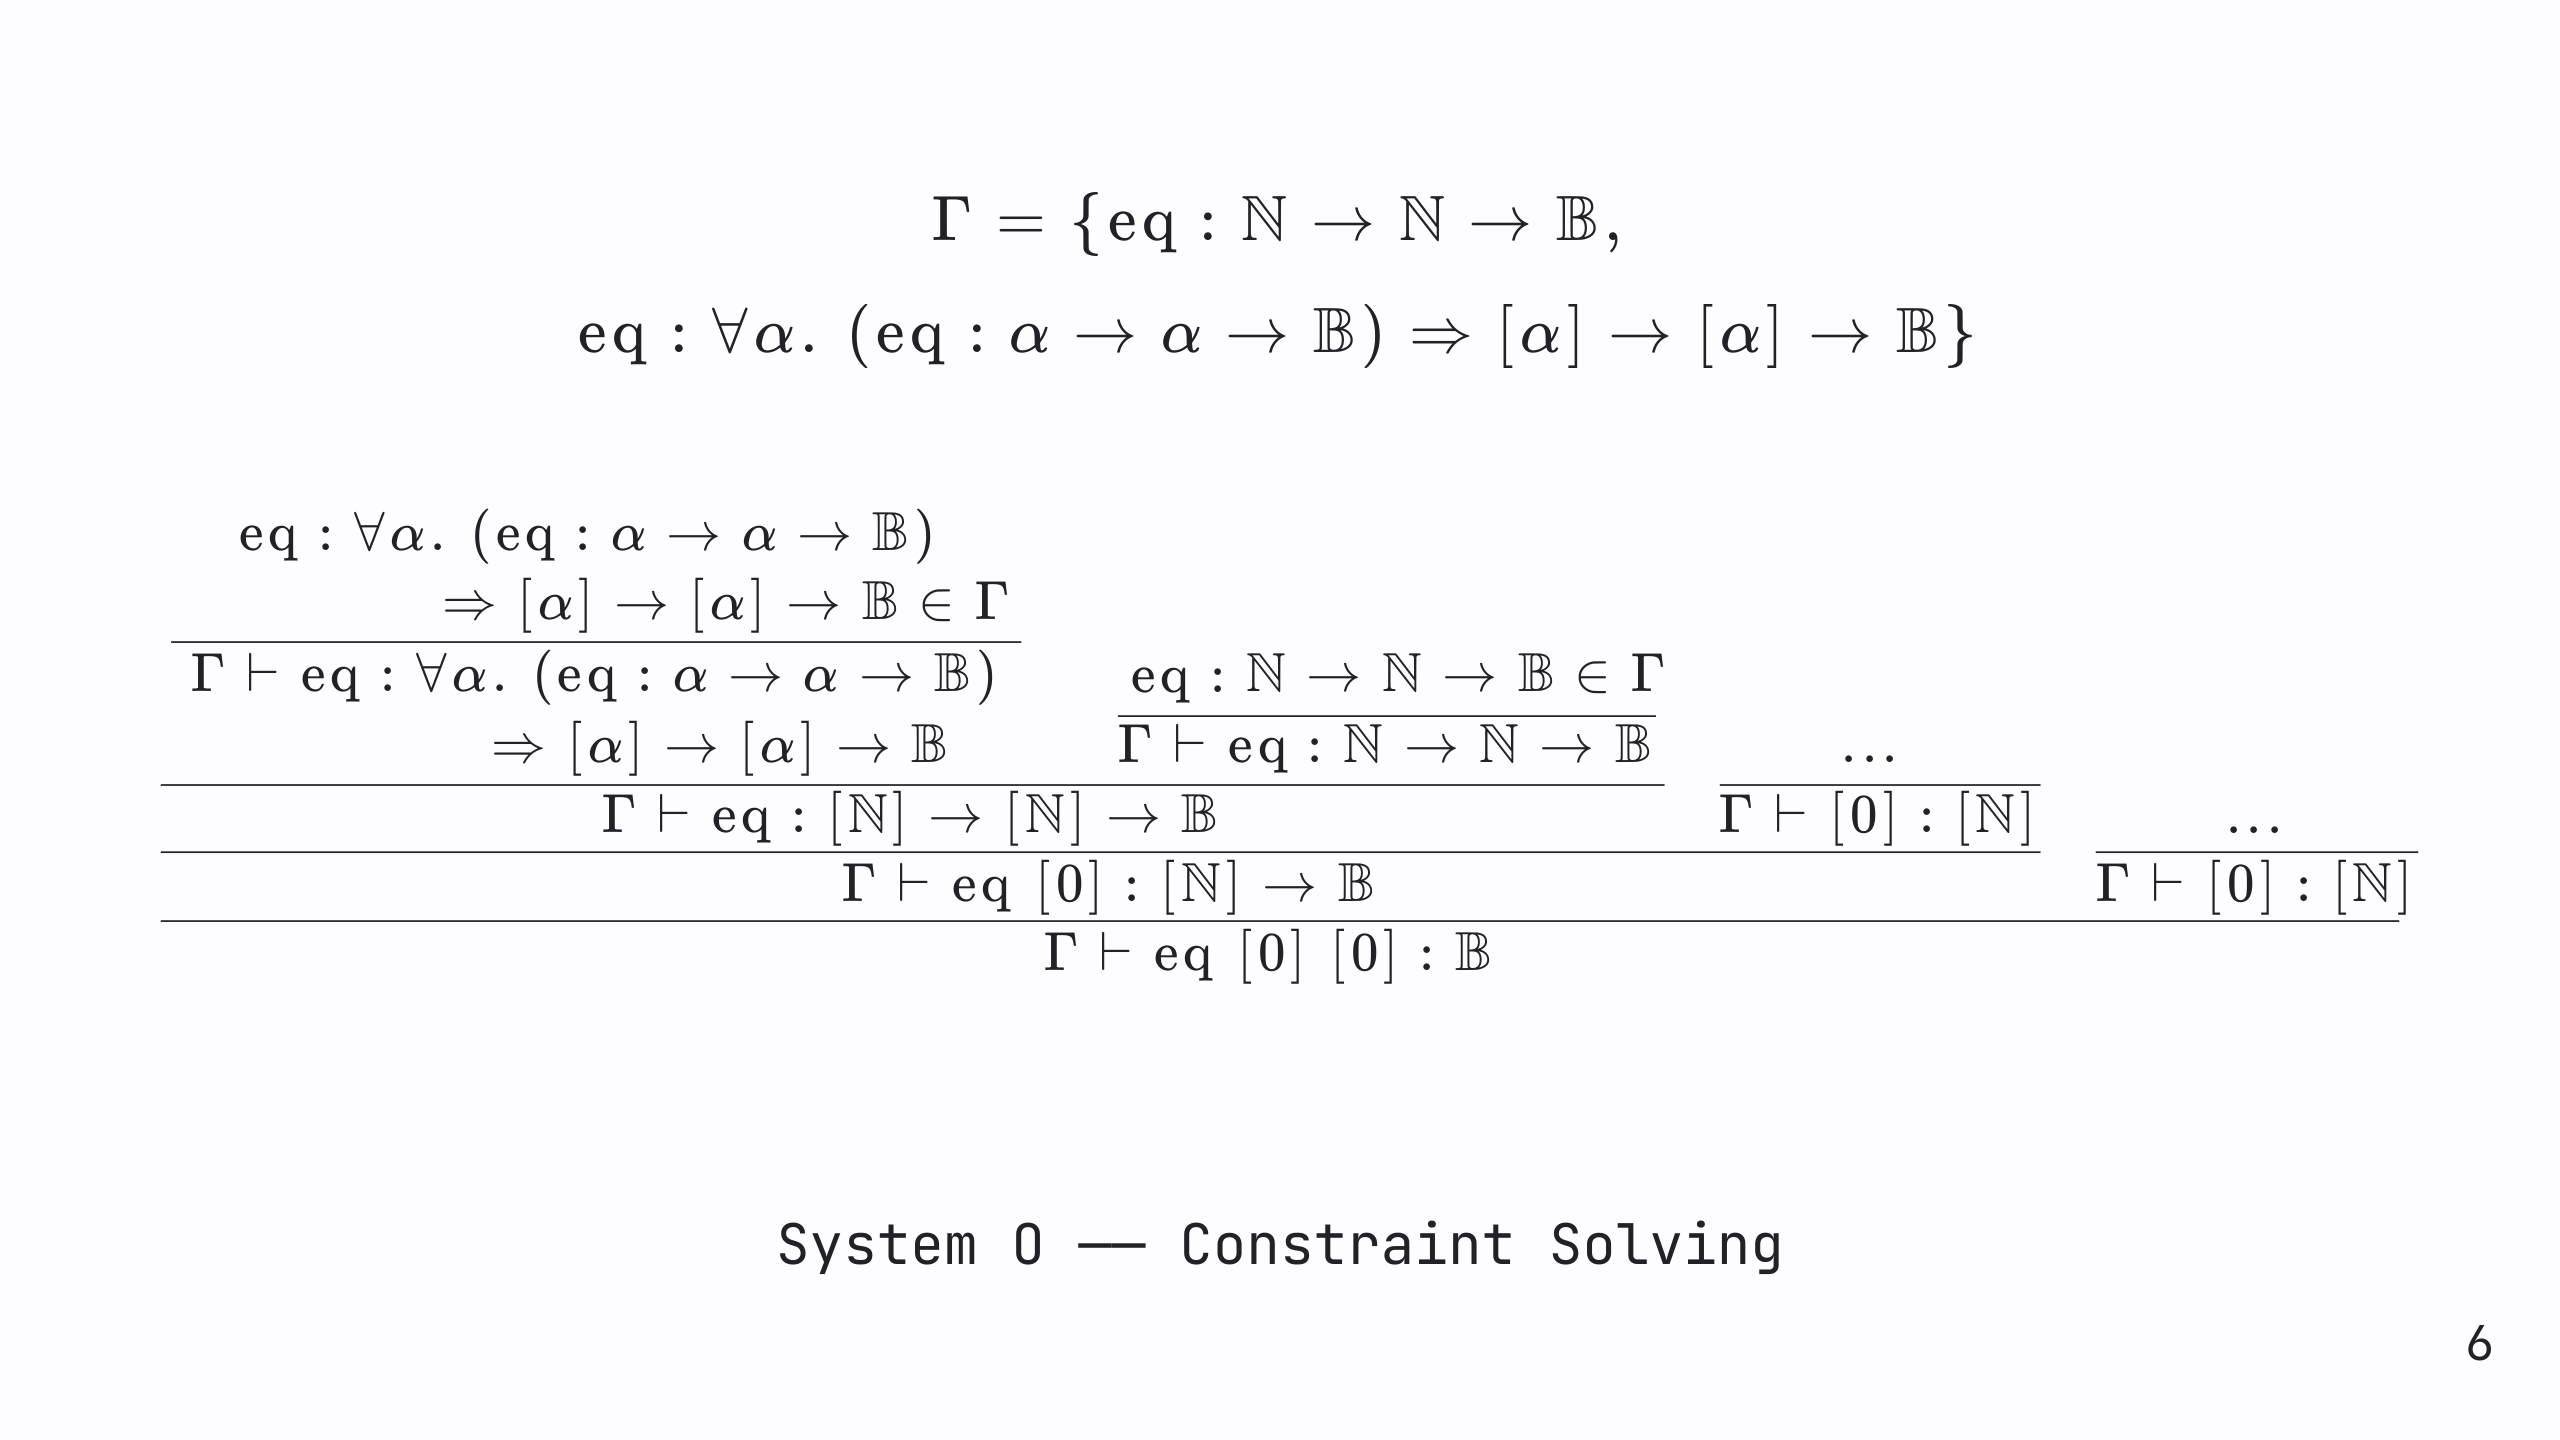 Γ = {eq : ℕ → ℕ → 𝔹,
eq : ∀α. (eq : α → α → 𝔹) ⇒ [α] → [α] → 𝔹}
eq : ∀α. (eq : α → α → 𝔹)
⇒ [α] → [α] → 𝔹 ∈ Γ
Γ ⊢ eq : ∀α. (eq : α → α → 𝔹)
⇒ [α] → [α] → 𝔹
eq : ℕ → ℕ → 𝔹 ∈ Γ
Γ ⊢ eq : ℕ → ℕ → 𝔹
Γ ⊢ eq : [ℕ] → [ℕ] → 𝔹
…
Γ ⊢ [0] : [ℕ]
Γ ⊢ eq [0] : [ℕ] → 𝔹
…
Γ ⊢ [0] : [ℕ]
Γ ⊢ eq [0] [0] : 𝔹
System O —— Constraint Solving
6